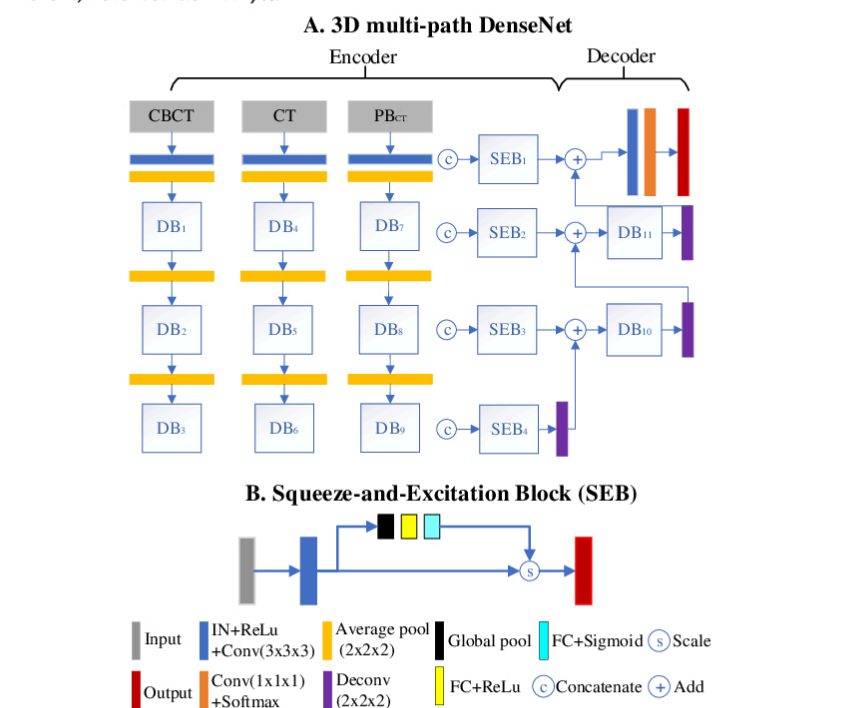 A. 3D multi-path DenseNet
Encoder
Decoder
CBCT
CT
PBCT
c
SEB1
+
DB1
DB4
DB7
c
SEB2
+
DB11
DB2
DB5
DB8
c
SEB3
+
DB10
DB3
DB6
DB9
c
SEB4
B. Squeeze-and-Excitation Block (SEB)
s
Input
IN+ReLu
+Conv(3x3x3)
Average pool
(2x2x2)
Global pool
FC+Sigmoid
s Scale
Output
Conv(1x1x1)
+Softmax
Deconv
(2x2x2)
FC+ReLu
c Concatenate
+ Add